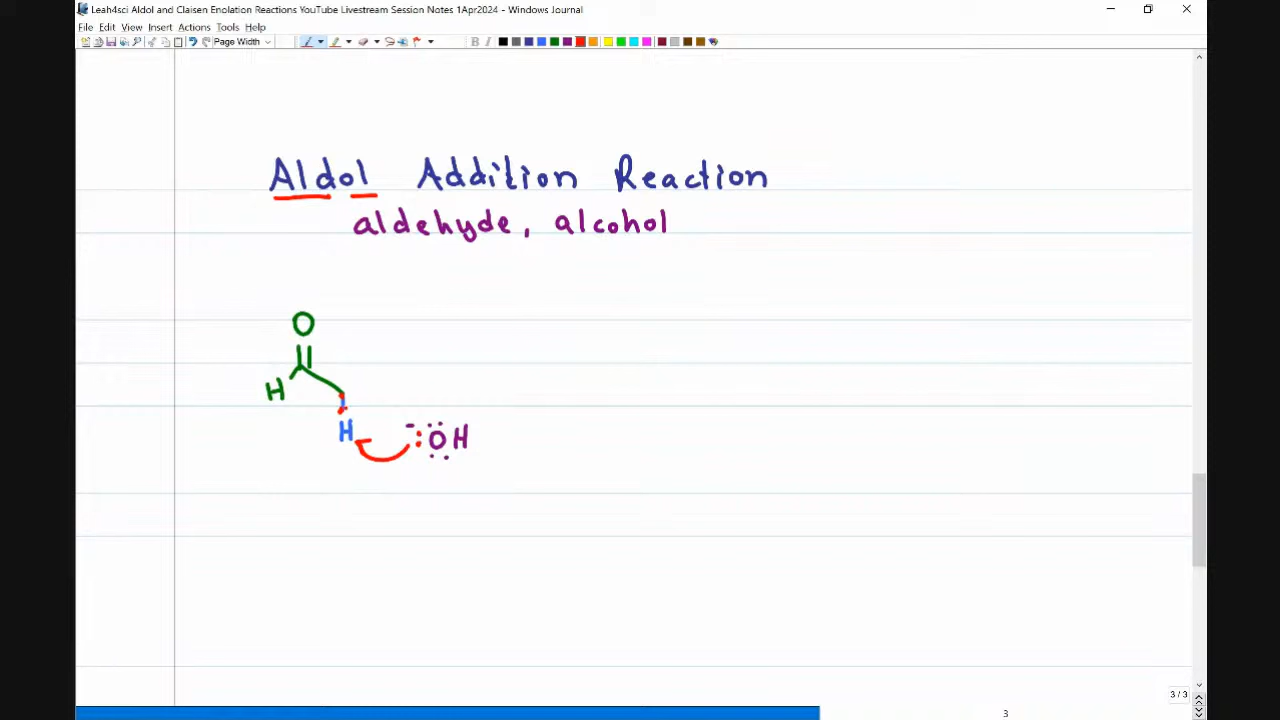 Leah4sci Aldol and Claisen Enolation Reactions YouTube Livestream Session Notes 1Apr2024 - Windows Journal
File Edit View Insert Actions Tools Help
Page Width B I
Aldol Addition Reaction
aldehyde, alcohol
O
H
H - : OH
3 / 3
3